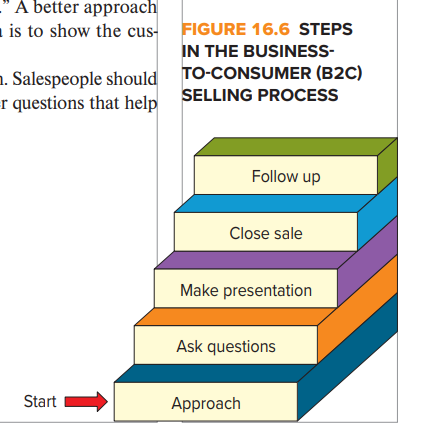 .” A better approach
is to show the cus-
n. Salespeople should
r questions that help
FIGURE 16.6 STEPS
IN THE BUSINESS-
TO-CONSUMER (B2C)
SELLING PROCESS
Follow up
Close sale
Make presentation
Ask questions
Start
Approach